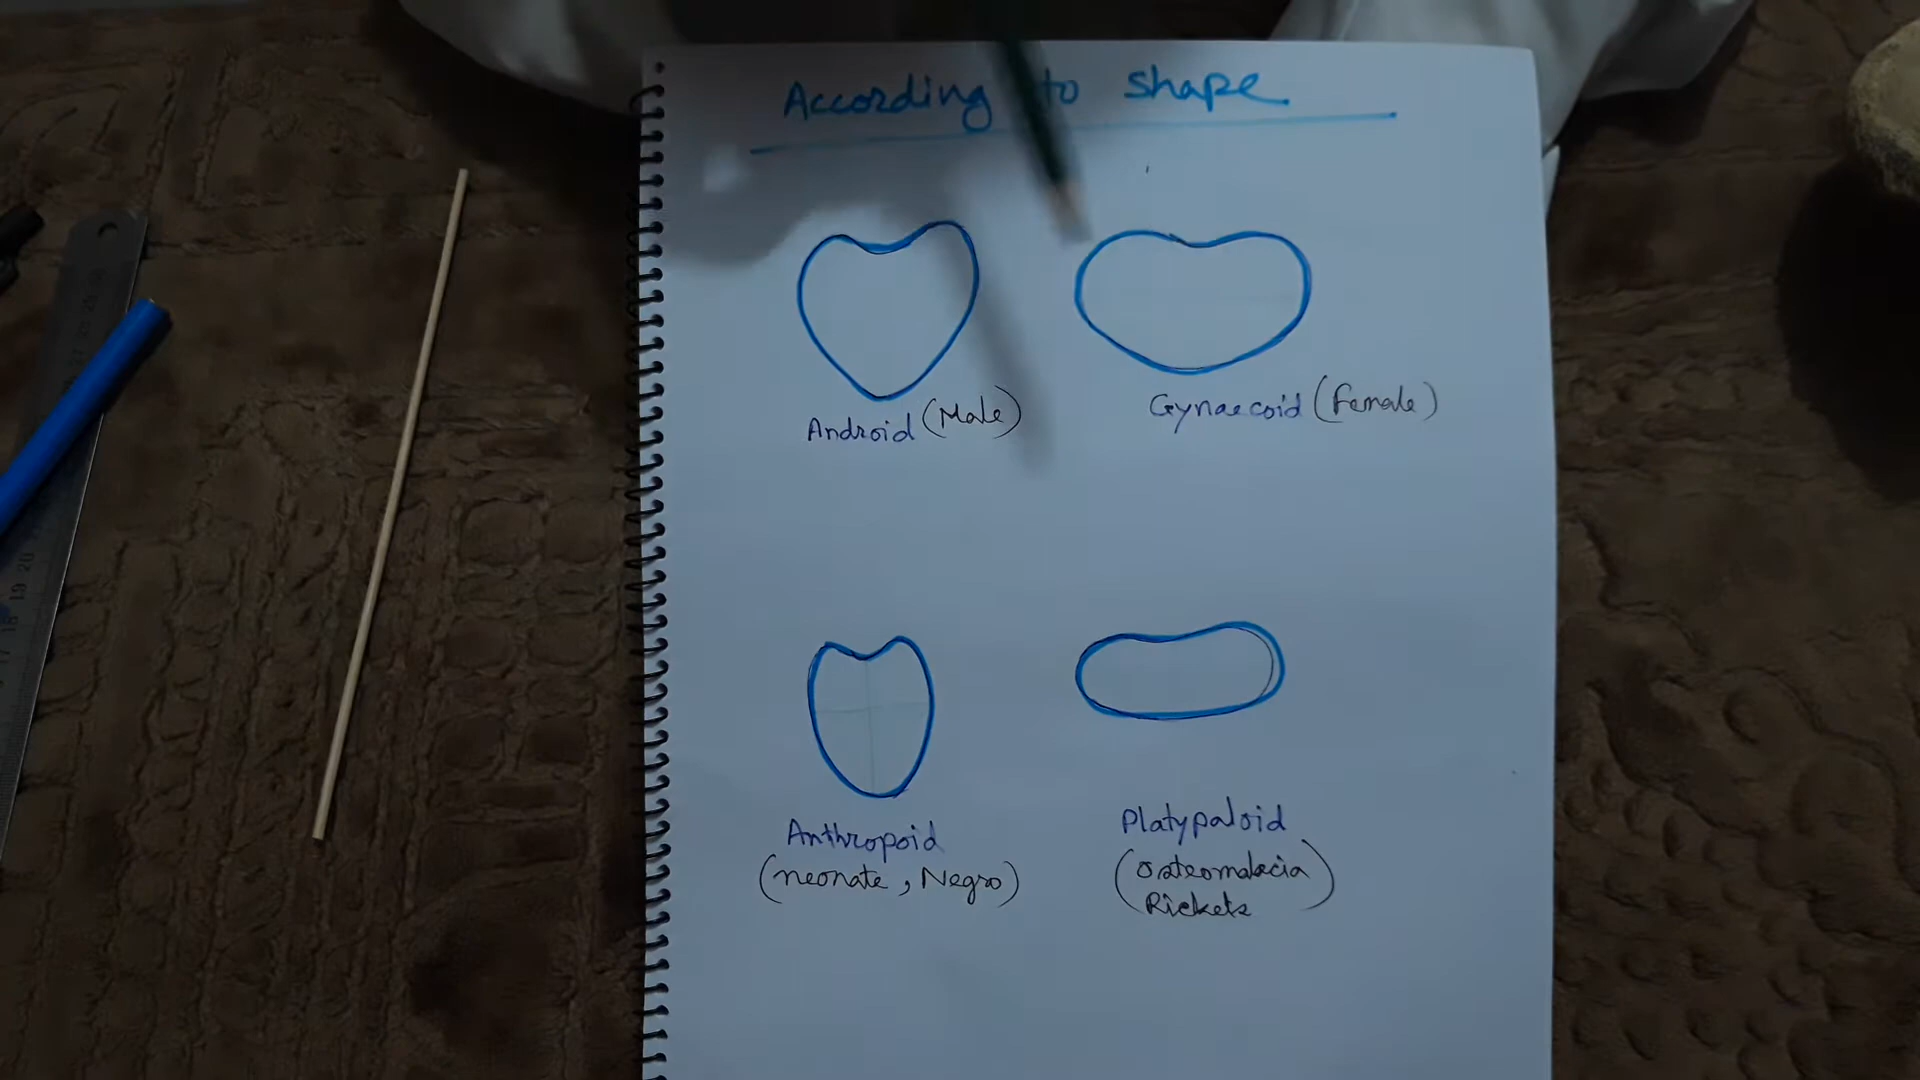 According to shape
Android (Male)
Gynaecoid (Female)
Anthropoid
(neonate, Negro)
Platypaloid
(Osteomalacia
Rickets)